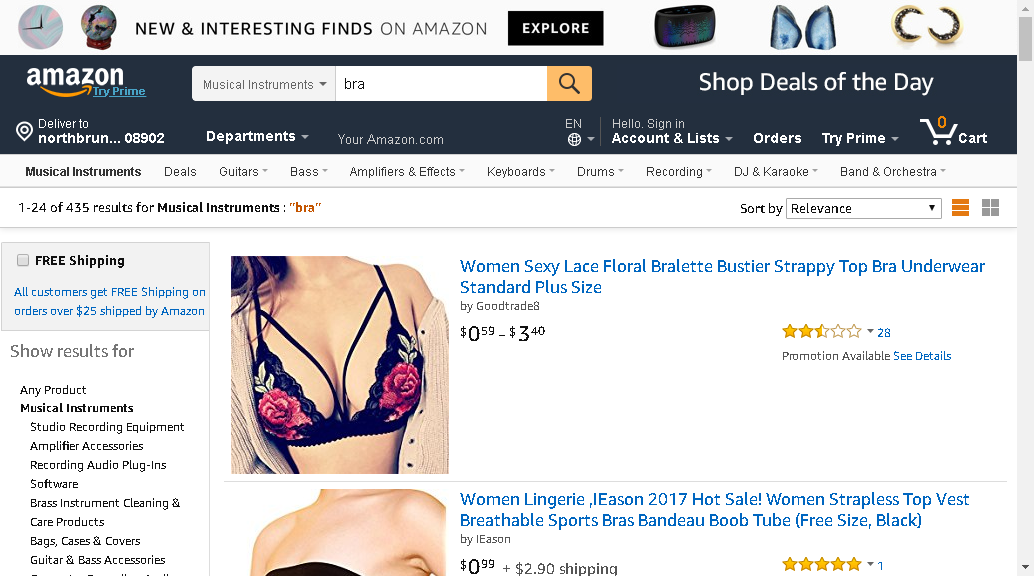 NEW & INTERESTING FINDS ON AMAZON EXPLORE
amazon
Try Prime
Musical Instruments bra
Shop Deals of the Day
Deliver to
northbrun... 08902
Departments
Your Amazon.com
EN
Hello. Sign in
Account & Lists
Orders
Try Prime
0
Cart
Musical Instruments Deals Guitars Bass Amplifiers & Effects Keyboards Drums Recording DJ & Karaoke Band & Orchestra
1-24 of 435 results for Musical Instruments : "bra"
Sort by Relevance
FREE Shipping
All customers get FREE Shipping on
orders over $25 shipped by Amazon
Show results for
Any Product
Musical Instruments
Studio Recording Equipment
Amplifier Accessories
Recording Audio Plug-Ins
Software
Brass Instrument Cleaning &
Care Products
Bags, Cases & Covers
Guitar & Bass Accessories
Women Sexy Lace Floral Bralette Bustier Strappy Top Bra Underwear
Standard Plus Size
by Goodtrade8
$0 59 - $3 40
28
Promotion Available See Details
Women Lingerie ,IEason 2017 Hot Sale! Women Strapless Top Vest
Breathable Sports Bras Bandeau Boob Tube (Free Size, Black)
by IEason
$0 99 + $2.90 shipping
1